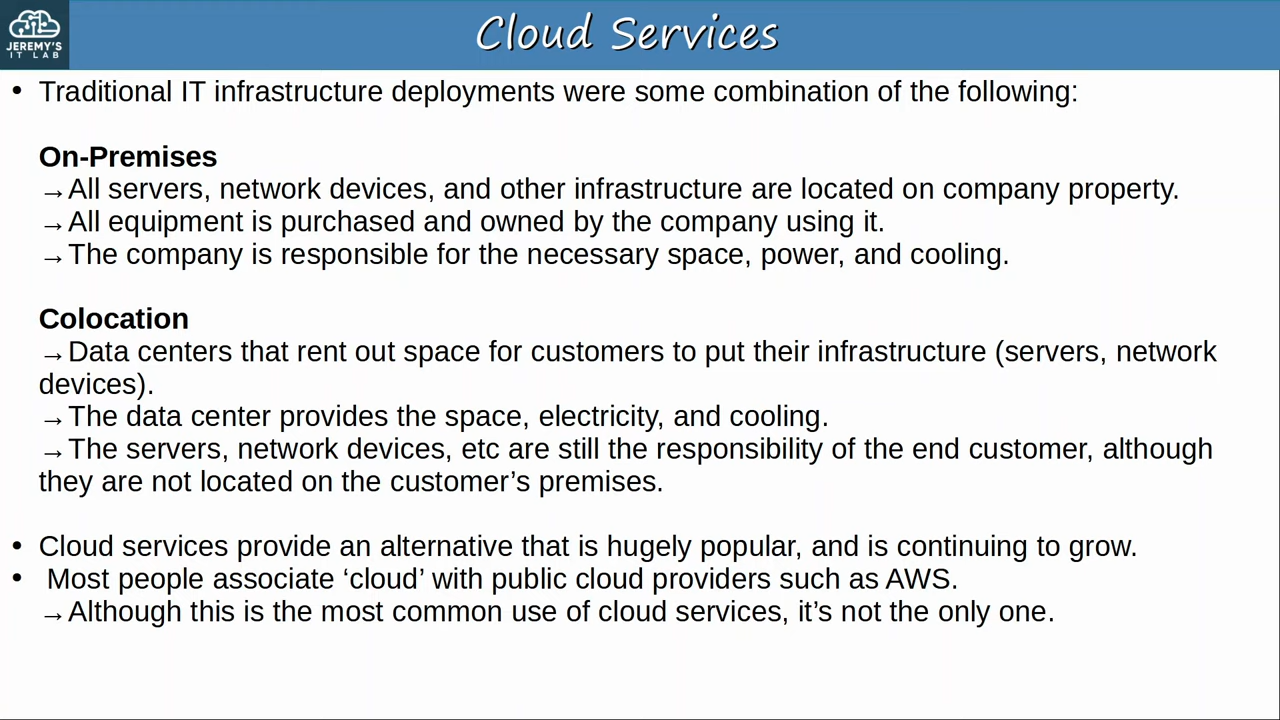 JEREMY'S
IT LAB
Cloud Services
• Traditional IT infrastructure deployments were some combination of the following:
On-Premises
→All servers, network devices, and other infrastructure are located on company property.
→All equipment is purchased and owned by the company using it.
→The company is responsible for the necessary space, power, and cooling.
Colocation
→Data centers that rent out space for customers to put their infrastructure (servers, network
devices).
→The data center provides the space, electricity, and cooling.
→The servers, network devices, etc are still the responsibility of the end customer, although
they are not located on the customer’s premises.
• Cloud services provide an alternative that is hugely popular, and is continuing to grow.
• Most people associate ‘cloud’ with public cloud providers such as AWS.
→Although this is the most common use of cloud services, it’s not the only one.